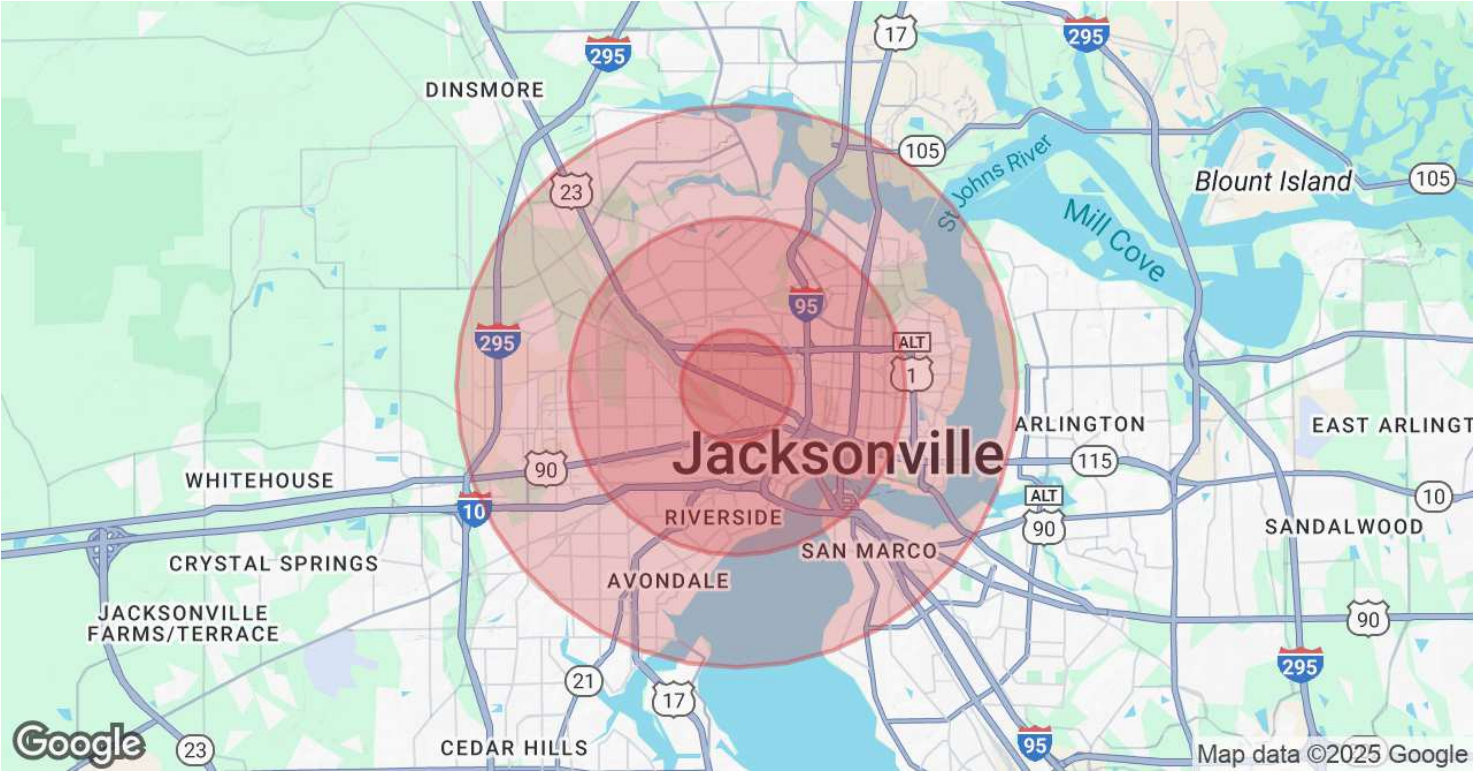 17
295
295
DINSMORE
105
23
St Johns River
Blount Island
105
Mill Cove
95
295
ALT
1
ARLINGTON
EAST ARLINGT
Jacksonville
115
90
WHITEHOUSE
ALT
10
10
RIVERSIDE
90
SANDALWOOD
SAN MARCO
CRYSTAL SPRINGS
AVONDALE
JACKSONVILLE
FARMS/TERRACE
90
295
21
17
Google
23
CEDAR HILLS
95
Map data ©2025 Google